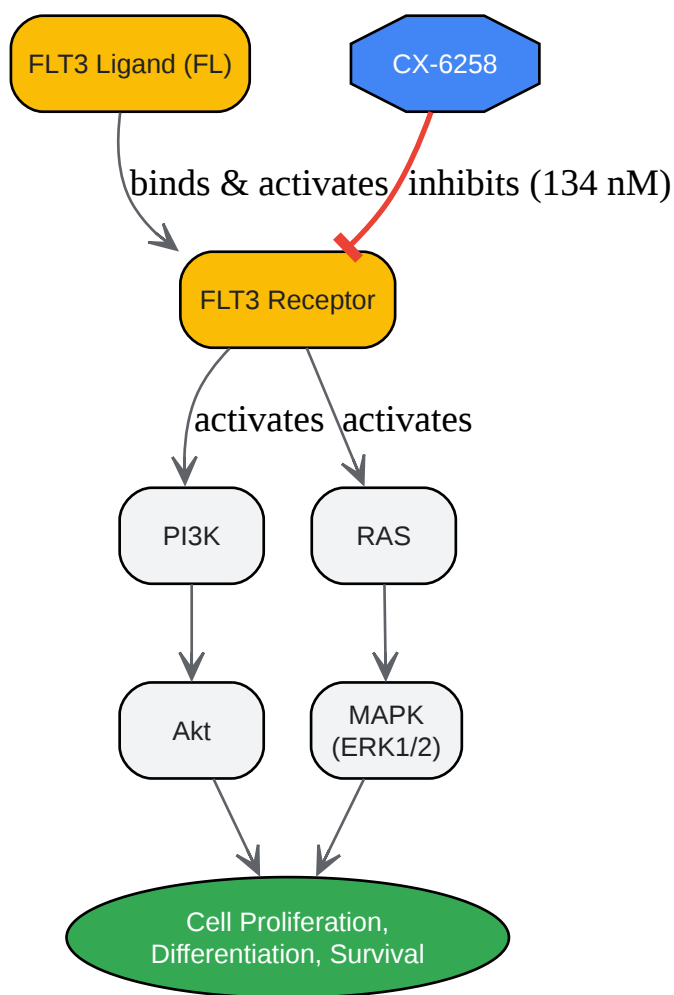 FLT3 Ligand (FL)
CX-6258
binds & activates
inhibits (134 nM)
FLT3 Receptor
activates
activates
PI3K
RAS
Akt
MAPK
(ERK1/2)
Cell Proliferation,
Differentiation, Survival